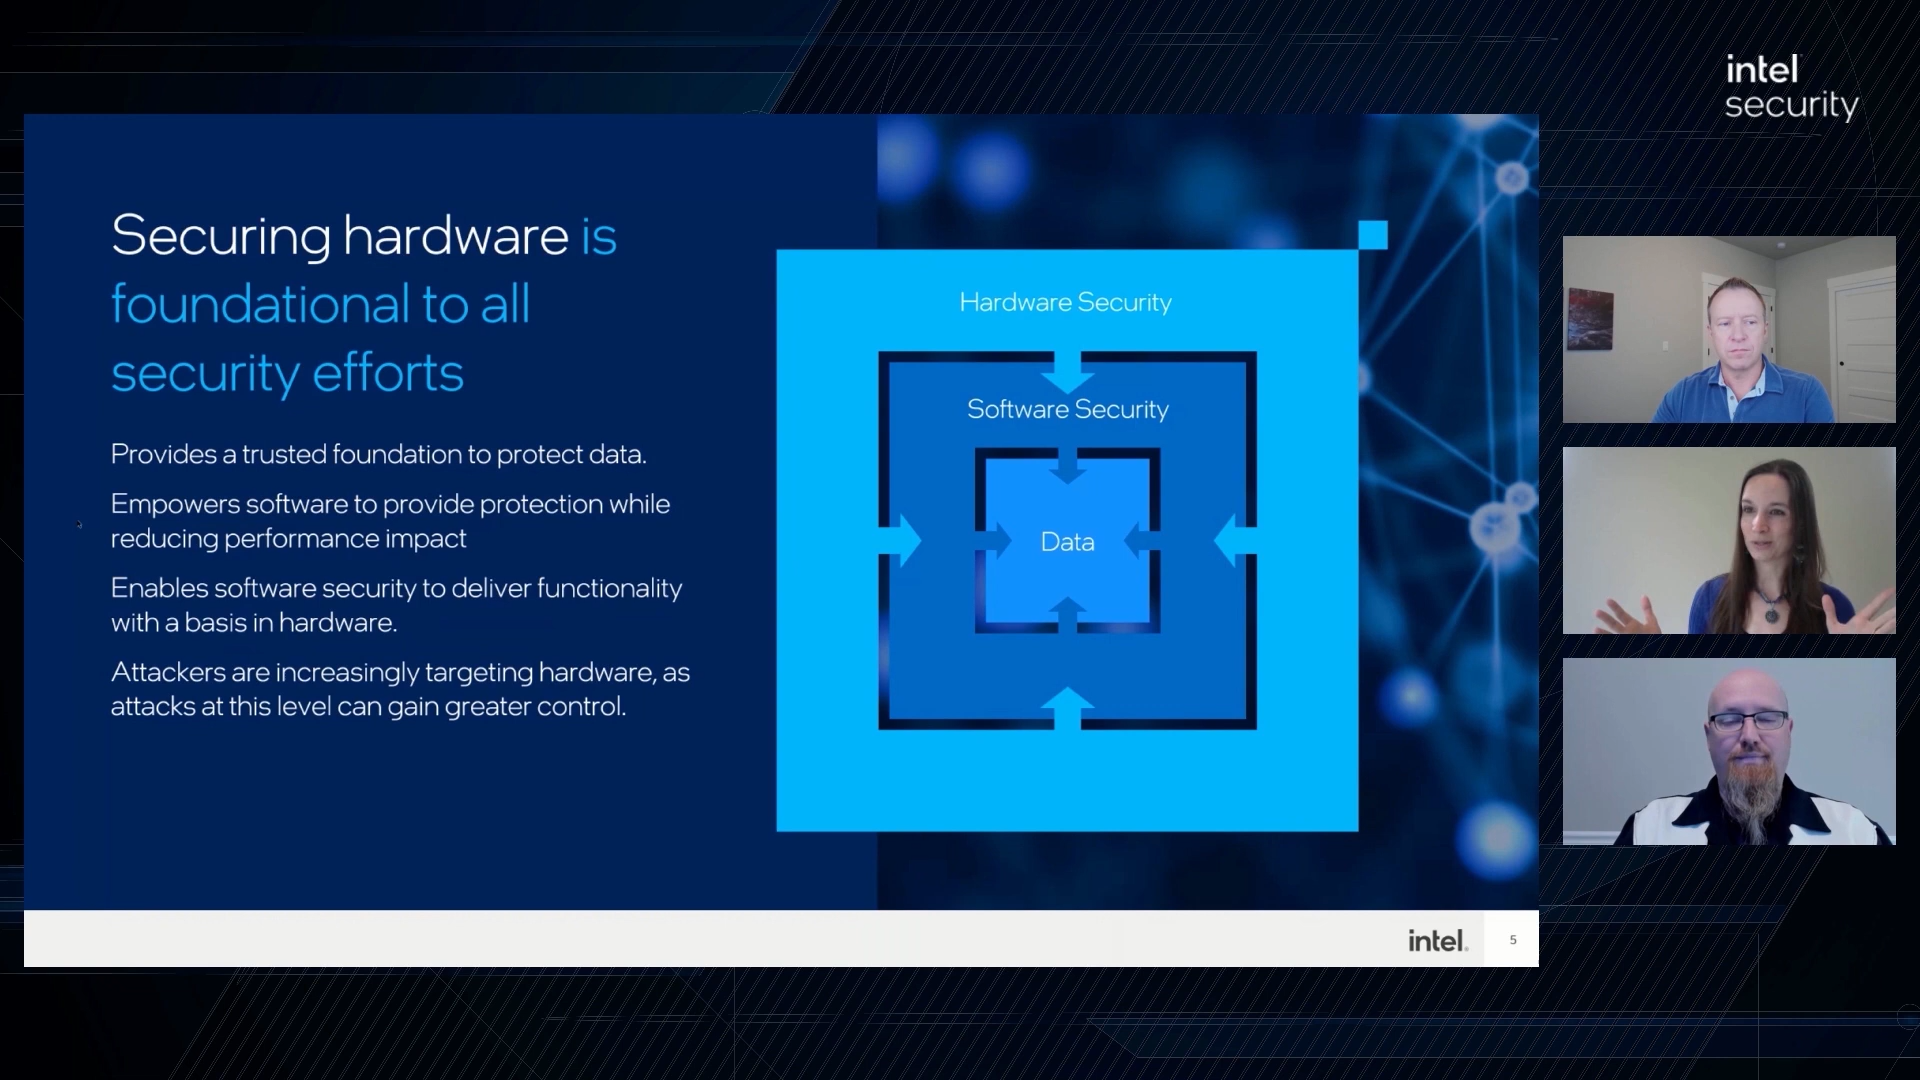 intel
security
Securing hardware is
foundational to all
security efforts
Provides a trusted foundation to protect data.
Empowers software to provide protection while
reducing performance impact
Enables software security to deliver functionality
with a basis in hardware.
Attackers are increasingly targeting hardware, as
attacks at this level can gain greater control.
Hardware Security
Software Security
Data
intel.
5